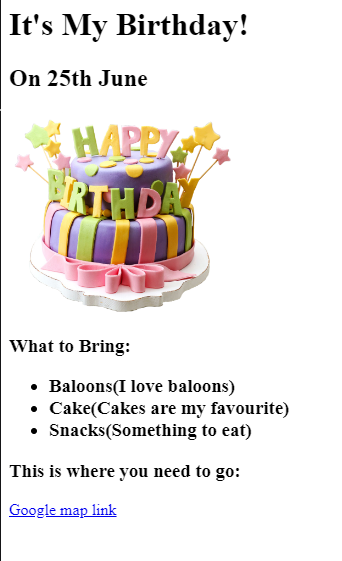 It's My Birthday!
On 25th June
HAPPY
BIRTHDAY
What to Bring:
Baloons(I love baloons)
Cake(Cakes are my favourite)
Snacks(Something to eat)
This is where you need to go:
Google map link